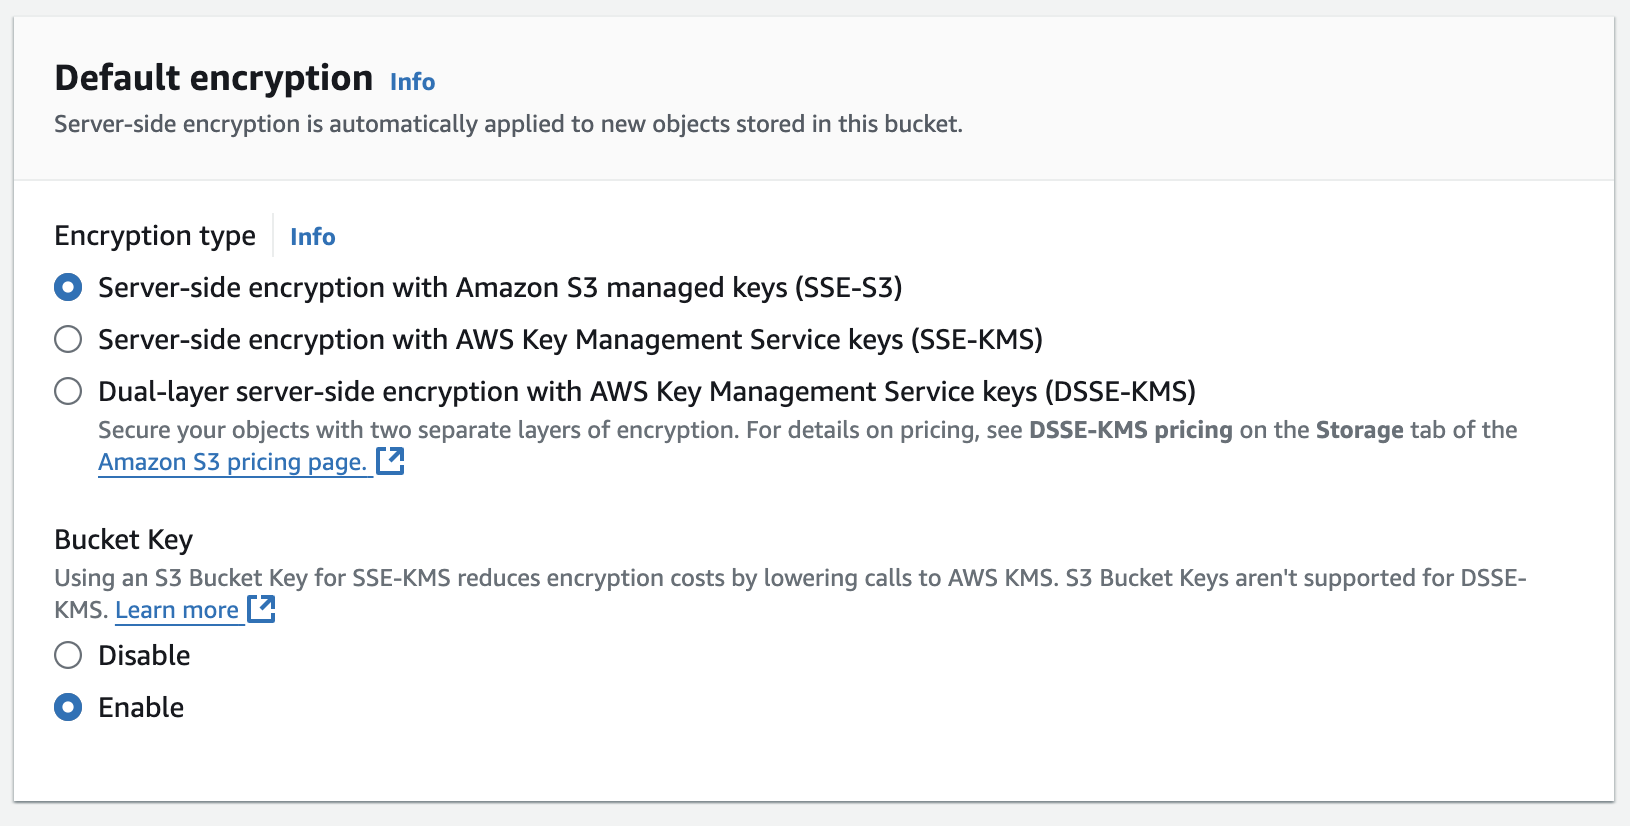 Default encryption Info
Server-side encryption is automatically applied to new objects stored in this bucket.
Encryption type Info
Server-side encryption with Amazon S3 managed keys (SSE-S3)
Server-side encryption with AWS Key Management Service keys (SSE-KMS)
Dual-layer server-side encryption with AWS Key Management Service keys (DSSE-KMS)
Secure your objects with two separate layers of encryption. For details on pricing, see DSSE-KMS pricing on the Storage tab of the
Amazon S3 pricing page.
Bucket Key
Using an S3 Bucket Key for SSE-KMS reduces encryption costs by lowering calls to AWS KMS. S3 Bucket Keys aren't supported for DSSE-
KMS. Learn more
Disable
Enable